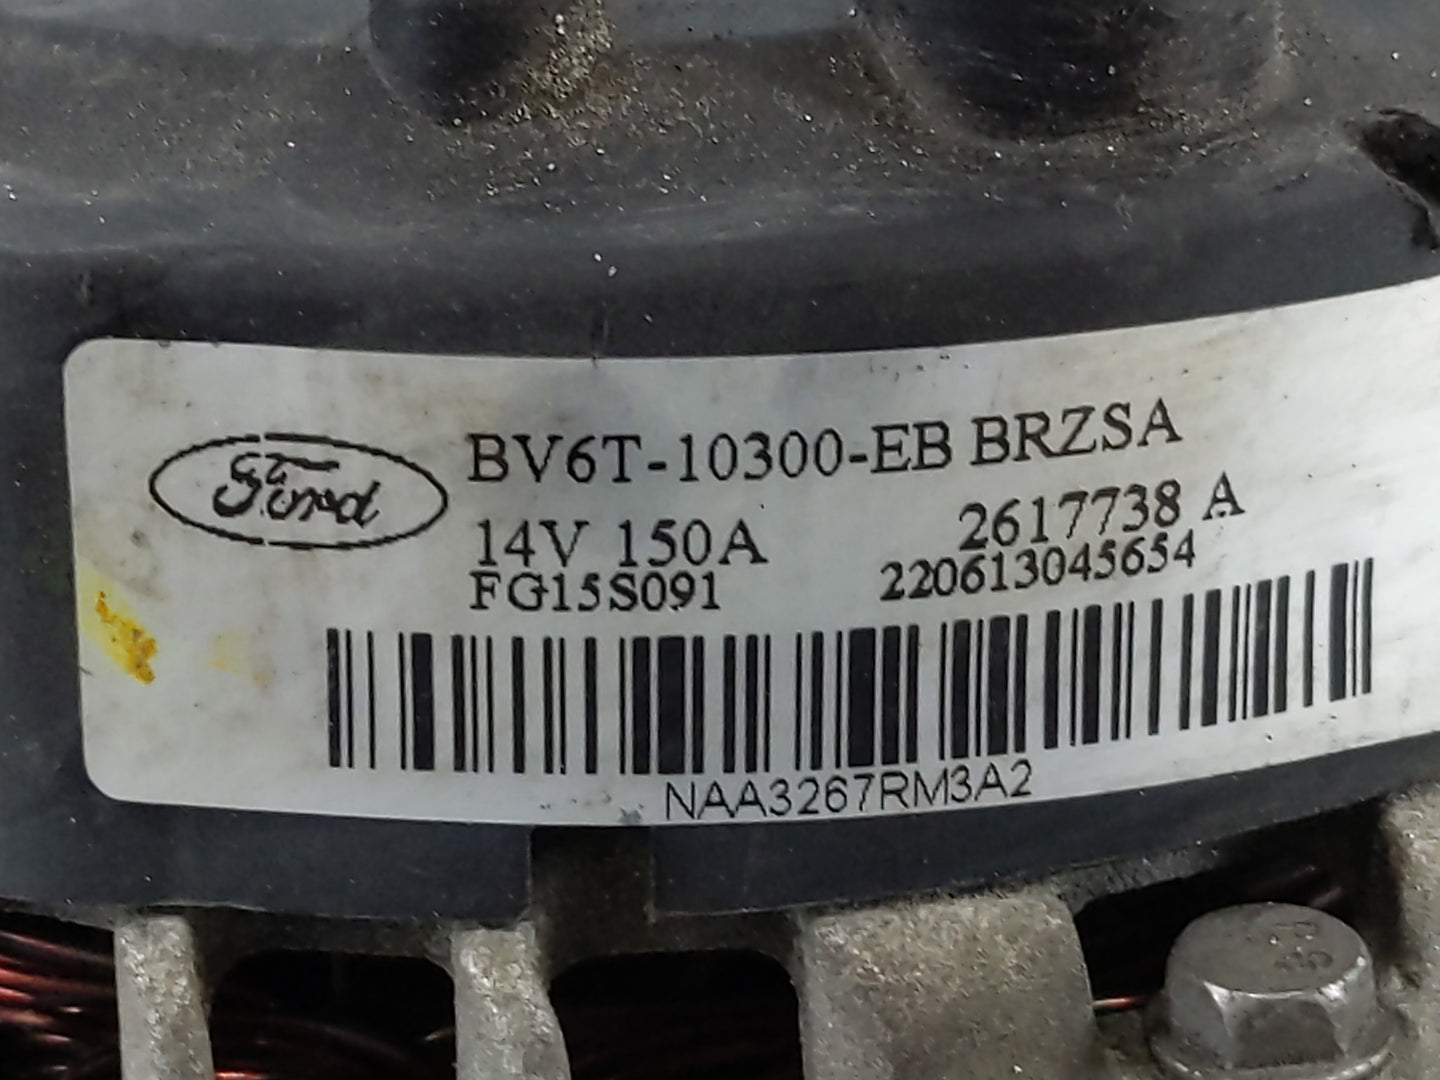 Ford
BV6T-10300-EB BRZSA
14V 150A 2617738 A
FG15S091 220613045654
NAA3267RM3A2